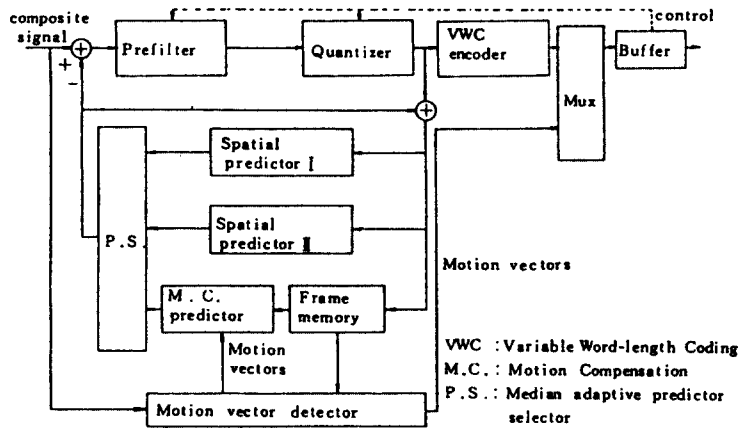 composite
signal
control
Prefilter
Quantizer
VWC
encoder
Buffer
Mux
+
−
Spatial
predictor I
Spatial
predictor II
P.S.
M. C.
predictor
Frame
memory
Motion vectors
Motion
vectors
Motion vector detector
VWC : Variable Word-length Coding
M.C. : Motion Compensation
P.S. : Median adaptive predictor
selector